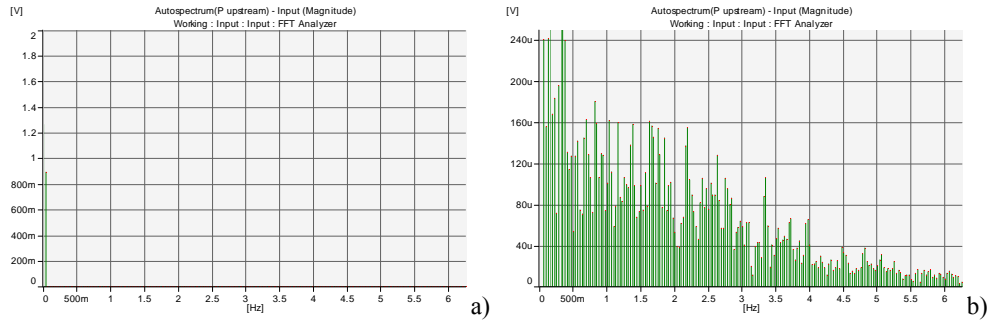 [V]
Autospectrum(P upstream) - Input (Magnitude)
Working : Input : Input : FFT Analyzer
2
1.8
1.6
1.4
1.2
1
800m
600m
400m
200m
0
0 500m 1 1.5 2 2.5 3 3.5 4 4.5 5 5.5 6
[Hz]
a)
[V]
Autospectrum(P upstream) - Input (Magnitude)
Working : Input : Input : FFT Analyzer
240u
200u
160u
120u
80u
40u
0
0 500m 1 1.5 2 2.5 3 3.5 4 4.5 5 5.5 6
[Hz]
b)